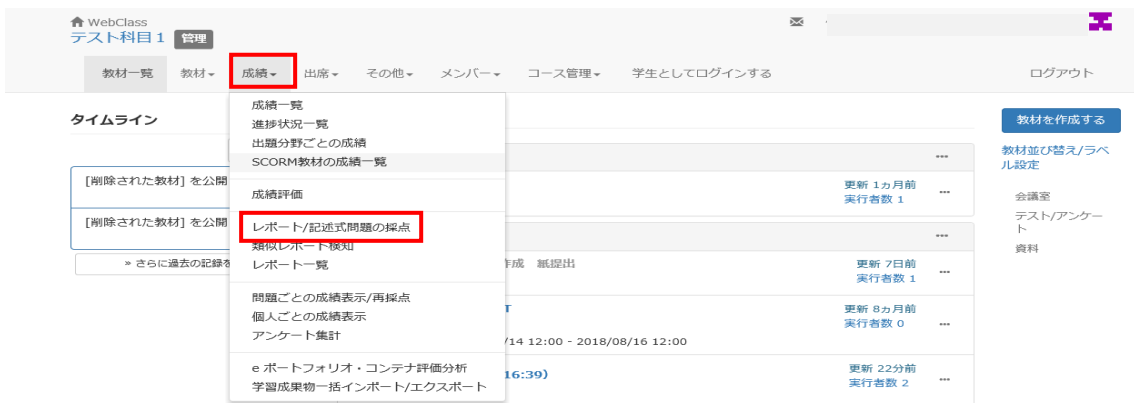 WebClass
テスト科目1 管理
教材一覧 教材 成績 出席 その他 メンバー コース管理 学生としてログインする ログアウト
成績一覧
進捗状況一覧
出題分野ごとの成績
SCORM教材の成績一覧
成績評価
レポート/記述式問題の採点
類似レポート検知
レポート一覧
問題ごとの成績表示/再採点
個人ごとの成績表示
アンケート集計
e ポートフォリオ・コンテナ評価分析
学習成果物一括インポート/エクスポート
タイムライン
[削除された教材] を公開
[削除された教材] を公開
» さらに過去の記録を
更新 1ヵ月前
実行者数 1
作成 紙提出
更新 7日前
実行者数 1
更新 8ヵ月前
実行者数 0
/14 12:00 - 2018/08/16 12:00
16:39)
更新 22分前
実行者数 2
教材を作成する
教材並び替え/ラベ
ル設定
会議室
テスト/アンケー
ト
資料